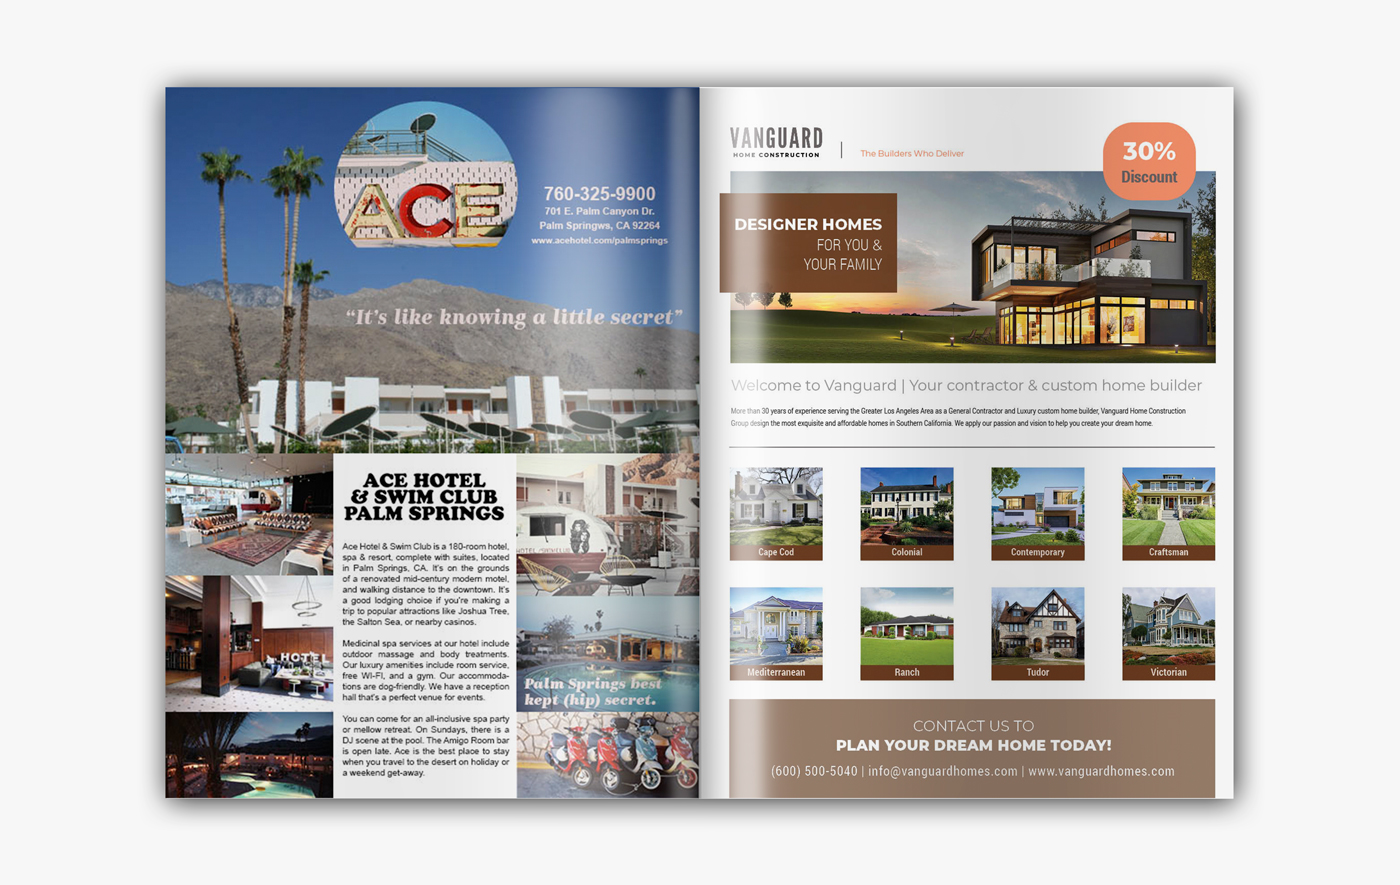 ACE
760-325-9900
701 E. Palm Canyon Dr.
Palm Springws, CA 92264
www.acehotel.com/palmsprings
“It's like knowing a little secret”
ACE HOTEL
& SWIM CLUB
PALM SPRINGS
Ace Hotel & Swim Club is a 180-room hotel,
spa & resort, complete with suites, located
in Palm Springs, CA. It's on the grounds
of a renovated mid-century modern motel,
and walking distance to the downtown. It's
a good lodging choice if you're making a
trip to popular attractions like Joshua Tree,
the Salton Sea, or nearby casinos.
Medicinal spa services at our hotel include
outdoor massage and body treatments.
Our luxury amenities include room service,
free WI-FI, and a gym. Our accommoda-
tions are dog-friendly. We have a reception
hall that's a perfect venue for events.
You can come for an all-inclusive spa party
or mellow retreat. On Sundays, there is a
DJ scene at the pool. The Amigo Room bar
is open late. Ace is the best place to stay
when you travel to the desert on holiday or
a weekend get-away.
HOTEL
HOTEL SWIM CLUB
Palm Springs best
kept (hip) secret.
VANGUARD
HOME CONSTRUCTION
The Builders Who Deliver
30%
Discount
DESIGNER HOMES
FOR YOU &
YOUR FAMILY
Welcome to Vanguard | Your contractor & custom home builder
More than 30 years of experience serving the Greater Los Angeles Area as a General Contractor and Luxury custom home builder, Vanguard Home Construction
Group design the most exquisite and affordable homes in Southern California. We apply our passion and vision to help you create your dream home.
Cape Cod
Colonial
Contemporary
Craftsman
Mediterranean
Ranch
Tudor
Victorian
CONTACT US TO
PLAN YOUR DREAM HOME TODAY!
(600) 500-5040 | info@vanguardhomes.com | www.vanguardhomes.com